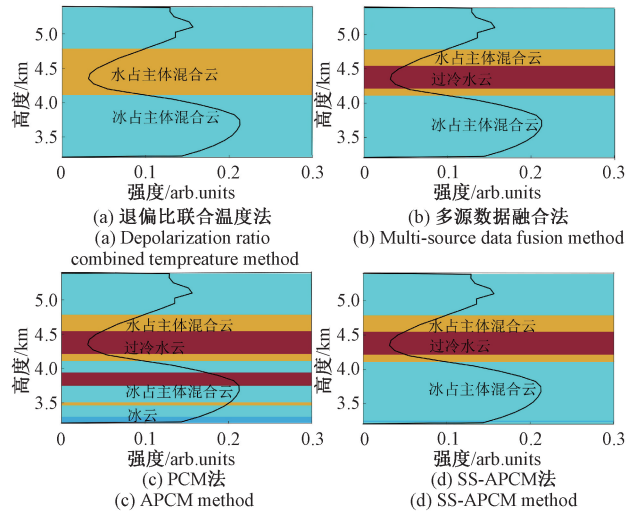 高度/km
5.0
4.5
4.0
3.5
水占主体混合云
冰占主体混合云
0
0.1
0.2
0.3
强度/arb.units
(a) 退偏比联合温度法
(a) Depolarization ratio
combined tempreature method
高度/km
5.0
4.5
4.0
3.5
水占主体混合云
过冷水云
冰占主体混合云
0
0.1
0.2
0.3
强度/arb.units
(b) 多源数据融合法
(b) Multi-source data fusion method
高度/km
5.0
4.5
4.0
3.5
水占主体混合云
过冷水云
冰占主体混合云
冰云
0
0.1
0.2
0.3
强度/arb.units
(c) PCM法
(c) APCM method
高度/km
5.0
4.5
4.0
3.5
水占主体混合云
过冷水云
冰占主体混合云
0
0.1
0.2
0.3
强度/arb.units
(d) SS-APCM法
(d) SS-APCM method